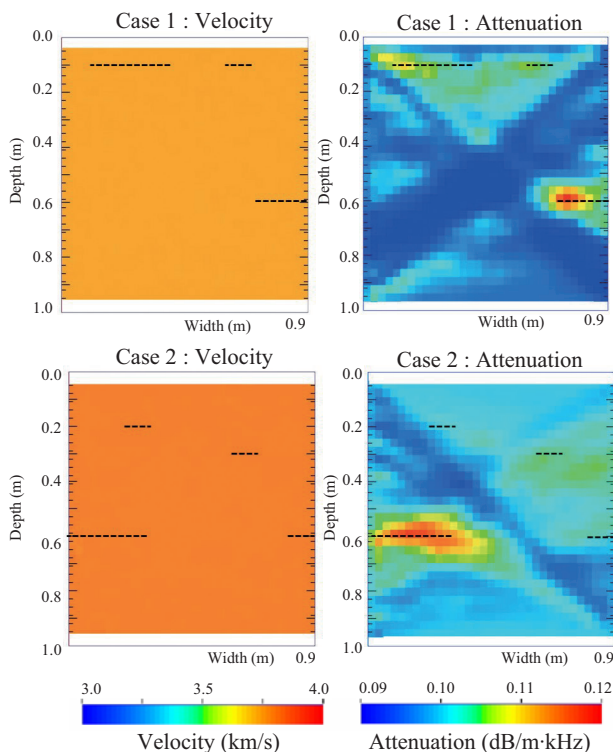 Case 1 : Velocity
Case 1 : Attenuation
0.0
0.2
0.4
0.6
0.8
1.0
Depth (m)
Width (m)
0.9
0.0
0.2
0.4
0.6
0.8
1.0
Depth (m)
Width (m)
0.9
Case 2 : Velocity
Case 2 : Attenuation
0.0
0.2
0.4
0.6
0.8
1.0
Depth (m)
Width (m)
0.9
0.0
0.2
0.4
0.6
0.8
1.0
Depth (m)
Width (m)
0.9
3.0 3.5 4.0
Velocity (km/s)
0.09 0.10 0.11 0.12
Attenuation (dB/m·kHz)